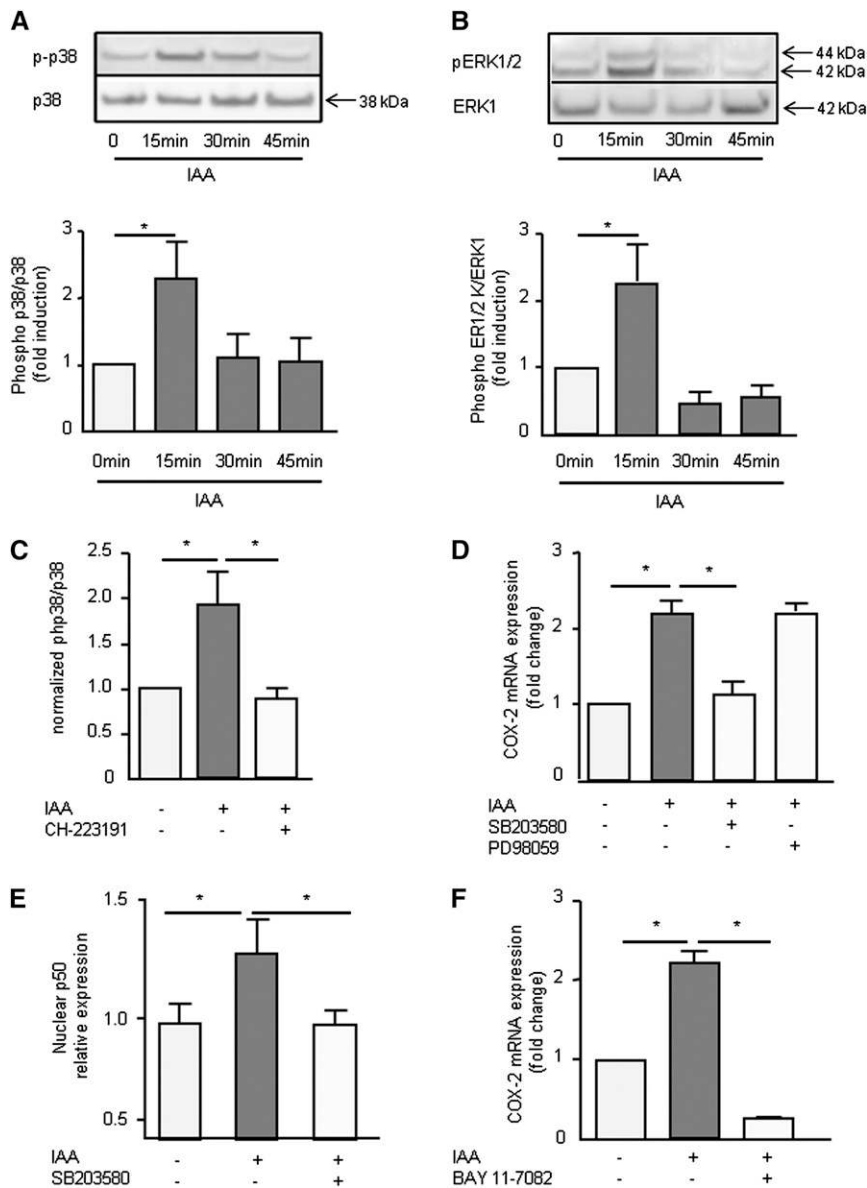 A
p-p38
p38
38 kDa
0 15min 30min 45min
IAA
B
pERK1/2
44 kDa
42 kDa
ERK1
42 kDa
0 15min 30min 45min
IAA
Phospho p38/p38
(fold induction)
3
2
1
0
0min 15min 30min 45min
IAA
Phospho ER1/2 K/ERK1
(fold induction)
3
2
1
0
*
*
0min 15min 30min 45min
IAA
C
normalized php38/p38
2.5
2.0
1.5
1.0
0.5
0
* *
IAA - + +
CH-223191 - - +
D
COX-2 mRNA expression
(fold change)
3
2
1
0
* *
IAA - + + +
SB203580 - - + -
PD98059 - - - +
E
Nuclear p50
relative expression
1.5
1.0
0.5
* *
IAA - + +
SB203580 - - +
F
COX-2 mRNA expression
(fold change)
3
2
1
0
* *
IAA - + +
BAY 11-7082 - - +